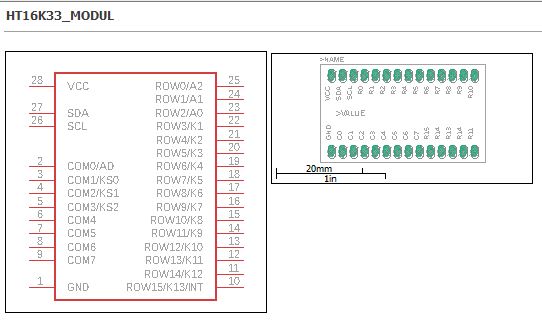 HT16K33_MODUL
28 VCC ROW0/A2 25
ROW1/A1 24
27 SDA ROW2/A0 23
26 SCL ROW3/K1 22
ROW4/K2 21
ROW5/K3 20
2 COM0/AD ROW6/K4 19
3 COM1/KS0 ROW7/K5 18
4 COM2/KS1 ROW8/K6 17
5 COM3/KS2 ROW9/K7 16
6 COM4 ROW10/K8 15
7 COM5 ROW11/K9 14
8 COM6 ROW12/K10 13
9 COM7 ROW13/K11 12
ROW14/K12 11
1 GND ROW15/K13/INT 10
>NAME
VCC SDA SCL R0 R1 R2 R3 R4 R5 R6 R7 R8 R9 R10
>VALUE
GND C0 C1 C2 C3 C4 C5 C6 C7 R15 R14 R13 R11
20mm
1in